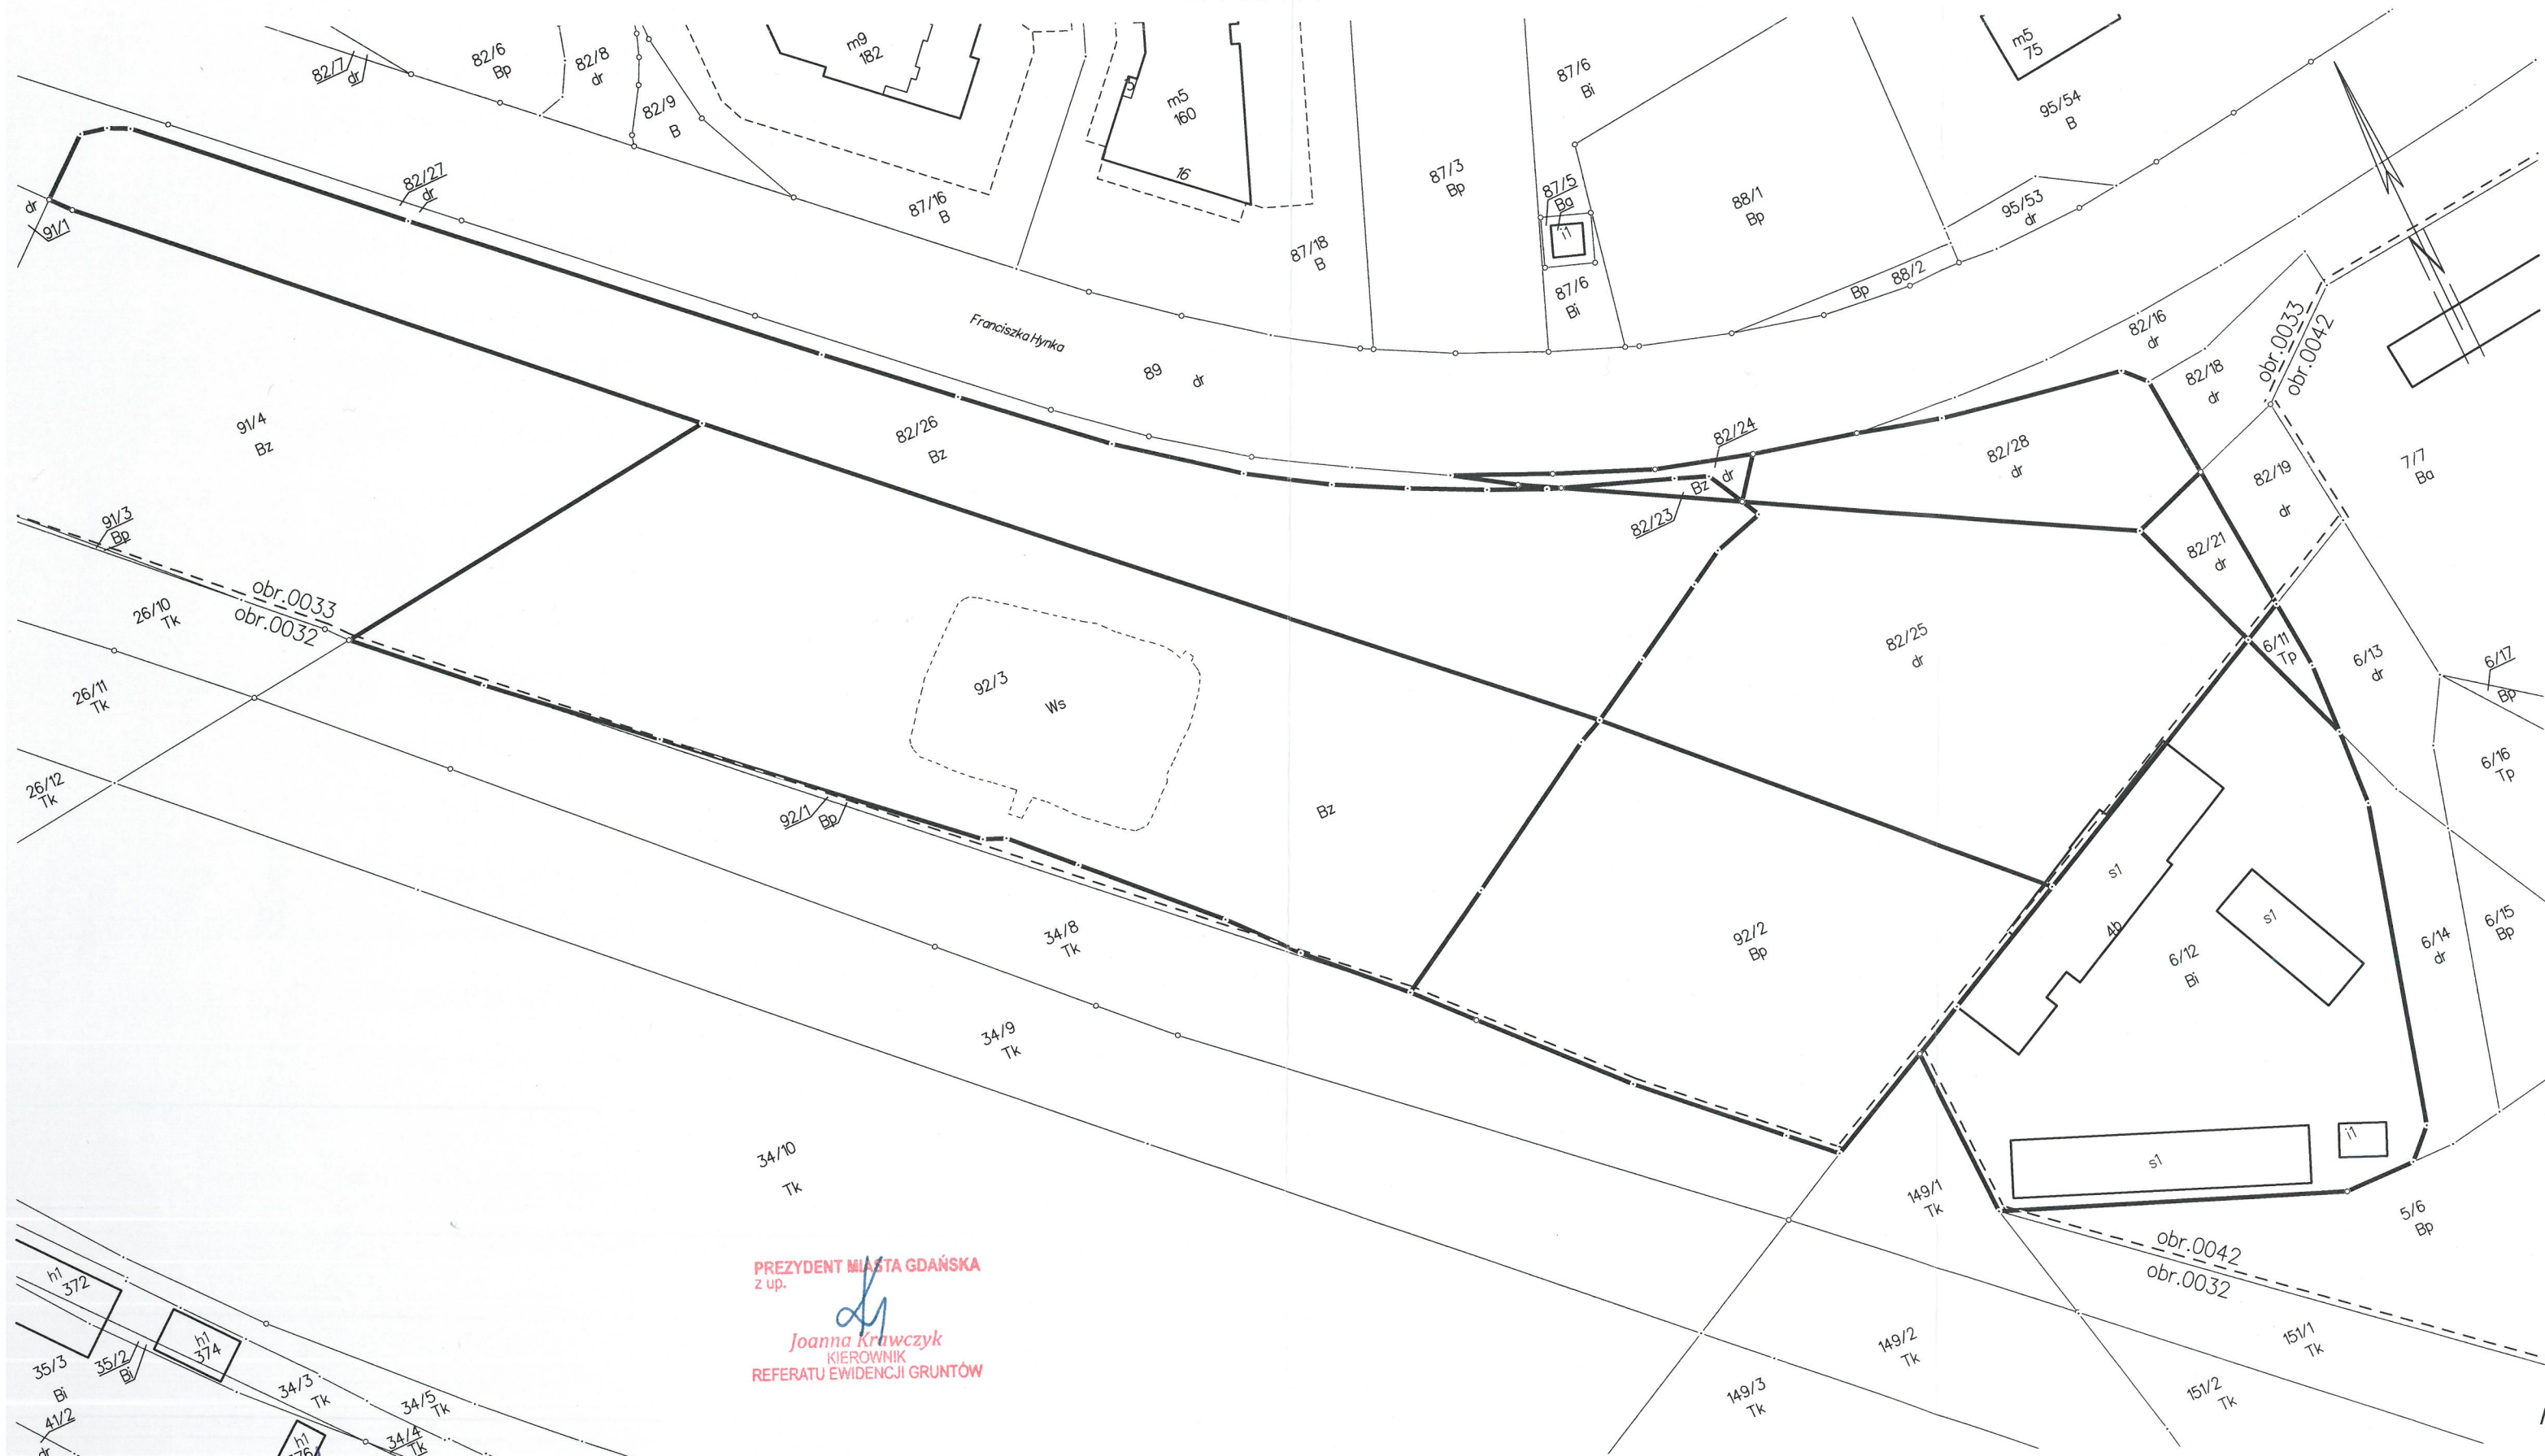 82/7
dr
82/6
Bp
82/8
dr
82/9
B
m9
182
m5
160
16
87/6
Bi
m5
75
95/54
B
82/27
dr
87/16
B
87/18
B
87/3
Bp
87/5
Ba
i1
87/6
Bi
88/1
Bp
95/53
dr
Bp 88/2
dr
91/1
Franciszka Hynka
89 dr
82/16
dr
82/18
dr
obr.0033
obr.0042
91/4
Bz
82/26
Bz
82/24
dr
Bz
82/23
82/28
dr
82/19
dr
7/7
Ba
82/21
dr
91/3
Bp
obr.0033
obr.0032
26/10
Tk
26/11
Tk
26/12
Tk
92/3
Ws
Bz
82/25
dr
6/11
Tp
6/13
dr
6/17
Bp
6/16
Tp
92/1
Bp
34/8
Tk
92/2
Bp
s1
4b
s1
6/12
Bi
6/14
dr
6/15
Bp
34/9
Tk
34/10
Tk
149/1
Tk
s1
i1
5/6
Bp
obr.0042
obr.0032
PREZYDENT MIASTA GDAŃSKA
z up.
Joanna Krawczyk
KIEROWNIK
REFERATU EWIDENCJI GRUNTÓW
h1
372
h1
374
35/3
Bi
35/2
Bi
34/3
Tk
34/5
Tk
34/4
Tk
41/2
dr
h1
149/2
Tk
149/3
Tk
151/1
Tk
151/2
Tk